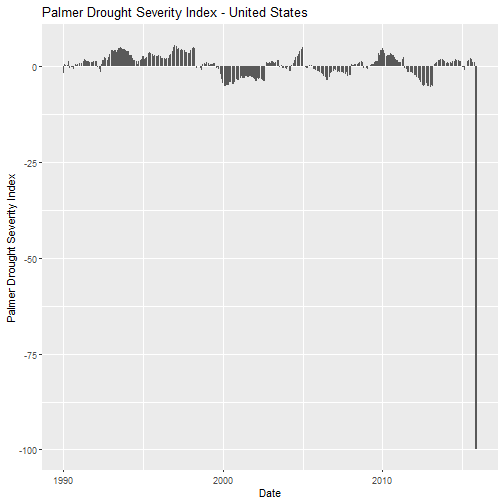 Palmer Drought Severity Index - United States
Palmer Drought Severity Index
0
-25
-50
-75
-100
1990
2000
2010
Date